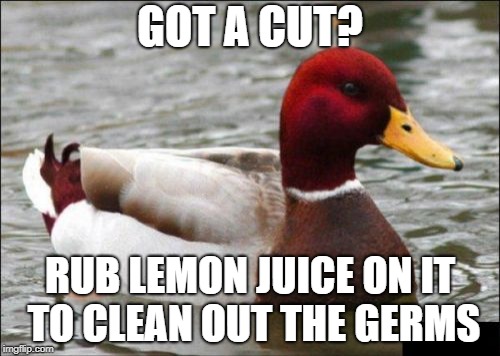 GOT A CUT?
RUB LEMON JUICE ON IT
TO CLEAN OUT THE GERMS
imgflip.com